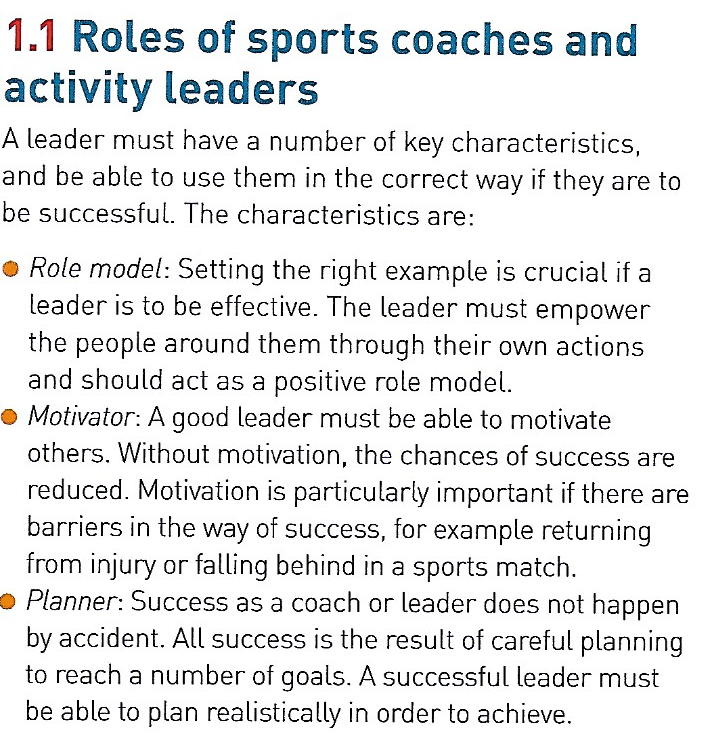 1.1 Roles of sports coaches and
activity leaders
A leader must have a number of key characteristics,
and be able to use them in the correct way if they are to
be successful. The characteristics are:
● Role model: Setting the right example is crucial if a
leader is to be effective. The leader must empower
the people around them through their own actions
and should act as a positive role model.
● Motivator: A good leader must be able to motivate
others. Without motivation, the chances of success are
reduced. Motivation is particularly important if there are
barriers in the way of success, for example returning
from injury or falling behind in a sports match.
● Planner: Success as a coach or leader does not happen
by accident. All success is the result of careful planning
to reach a number of goals. A successful leader must
be able to plan realistically in order to achieve.